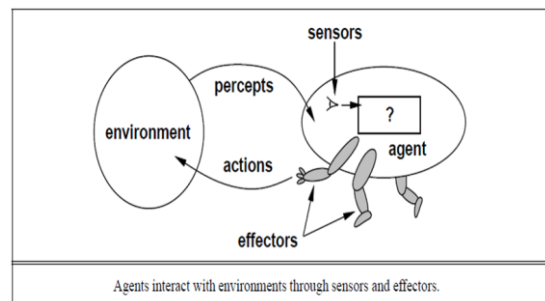 sensors
percepts
?
environment
agent
actions
effectors
Agents interact with environments through sensors and effectors.